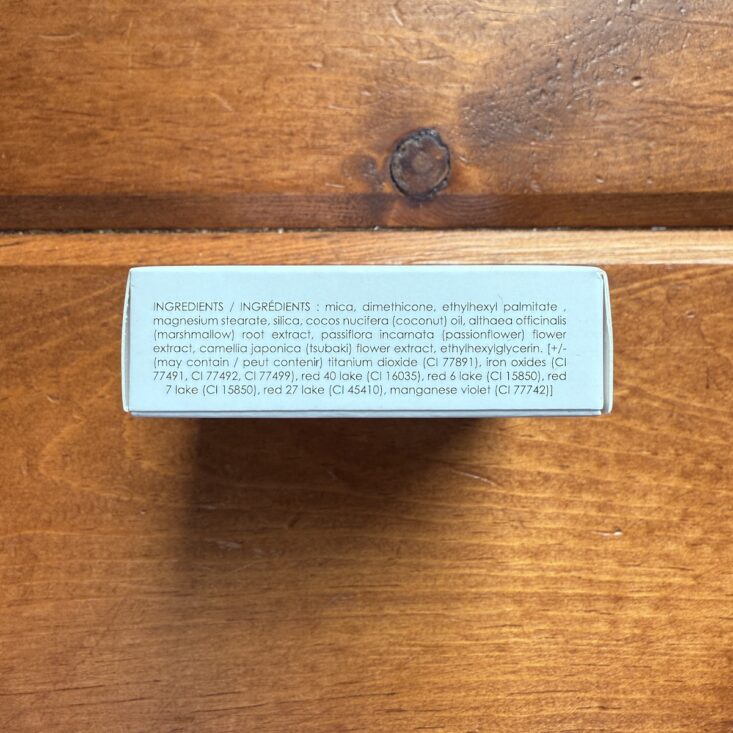 INGREDIENTS / INGRÉDIENTS : mica, dimethicone, ethylhexyl palmitate ,
magnesium stearate, silica, cocos nucifera (coconut) oil, althaea officinalis
(marshmallow) root extract, passiflora incarnata (passionflower) flower
extract, camellia japonica (tsubaki) flower extract, ethylhexylglycerin. [+/-
(may contain / peut contenir) titanium dioxide (CI 77891), iron oxides (CI
77491, CI 77492, CI 77499), red 40 lake (CI 16035), red 6 lake (CI 15850), red
7 lake (CI 15850), red 27 lake (CI 45410), manganese violet (CI 77742)]